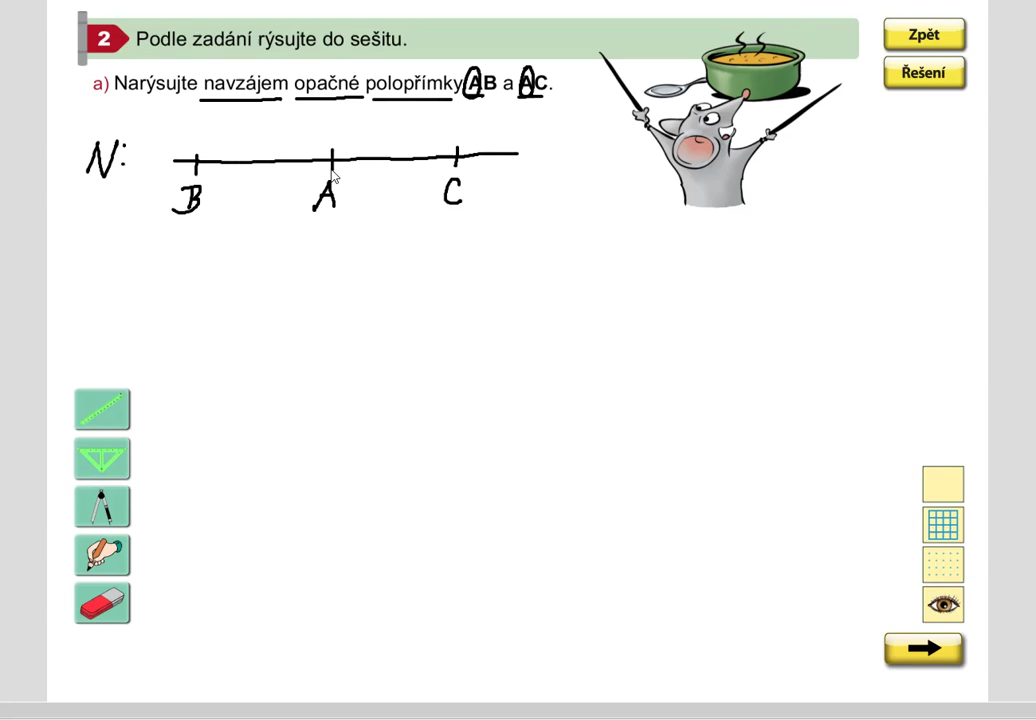 2 Podle zadání rýsujte do sešitu.
a) Narýsujte navzájem opačné polopřímky AB a AC.
N:
B A C
Zpět
Řešení